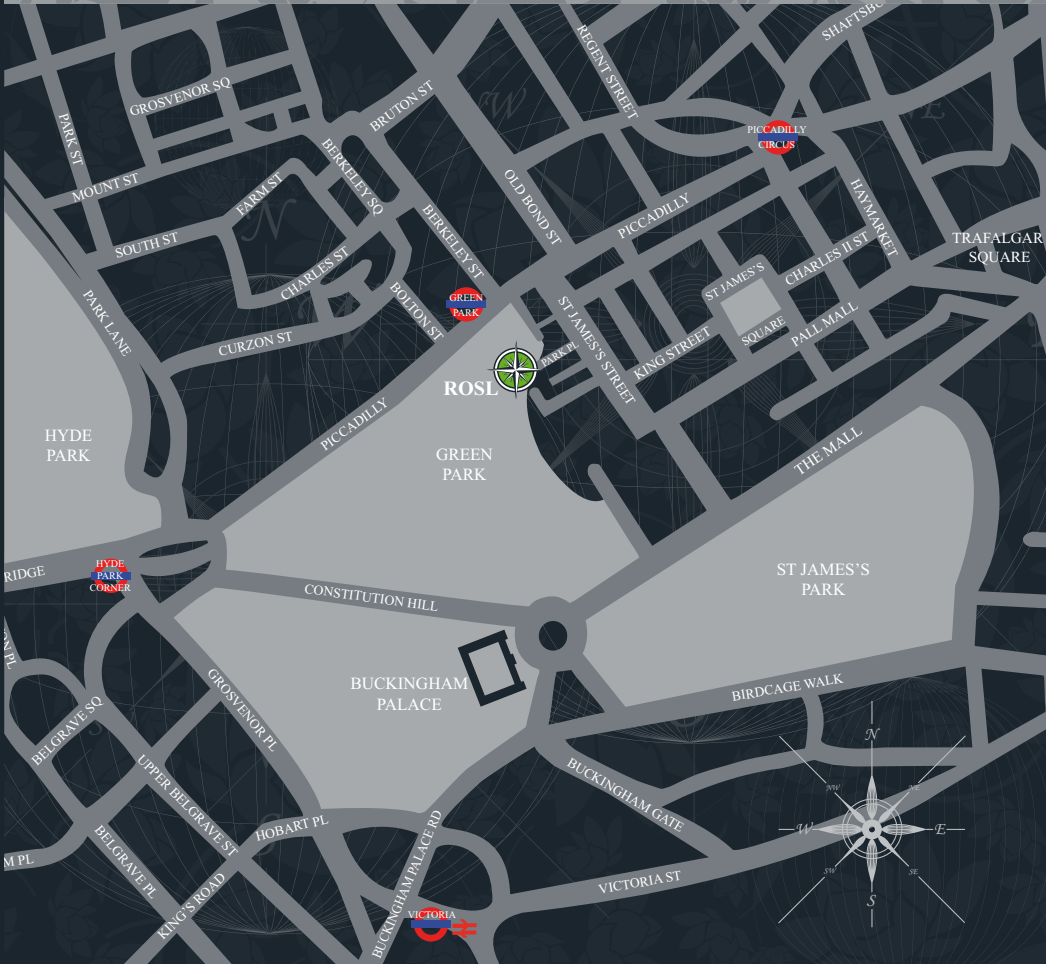 SHAFTSBU
REGENT STREET
GROSVENOR SQ
BRUTON ST
W
E
PARK ST
PICCADILLY
CIRCUS
BERKELEY SQ
MOUNT ST
FARM ST
OLD BOND ST
HAYMARKET
N
PICCADILLY
BERKELEY ST
SOUTH ST
TRAFALGAR
SQUARE
CHARLES II ST
CHARLES ST
ST JAMES'S
SQUARE
GREEN
PARK
BOLTON ST
PARK LANE
ST JAMES'S STREET
PALL MALL
CURZON ST
KING STREET
PARK PL
ROSL
PICCADILLY
HYDE
PARK
GREEN
PARK
THE MALL
HYDE
PARK
CORNER
RIDGE
ST JAMES'S
PARK
CONSTITUTION HILL
ON PL
BUCKINGHAM
PALACE
BIRDCAGE WALK
GROSVENOR PL
BELGRAVE SQ
UPPER BELGRAVE ST
BUCKINGHAM GATE
N
NW
NE
W
E
SW
SE
S
HOBART PL
BUCKINGHAM PALACE RD
BELGRAVE PL
M PL
KING'S ROAD
VICTORIA ST
VICTORIA